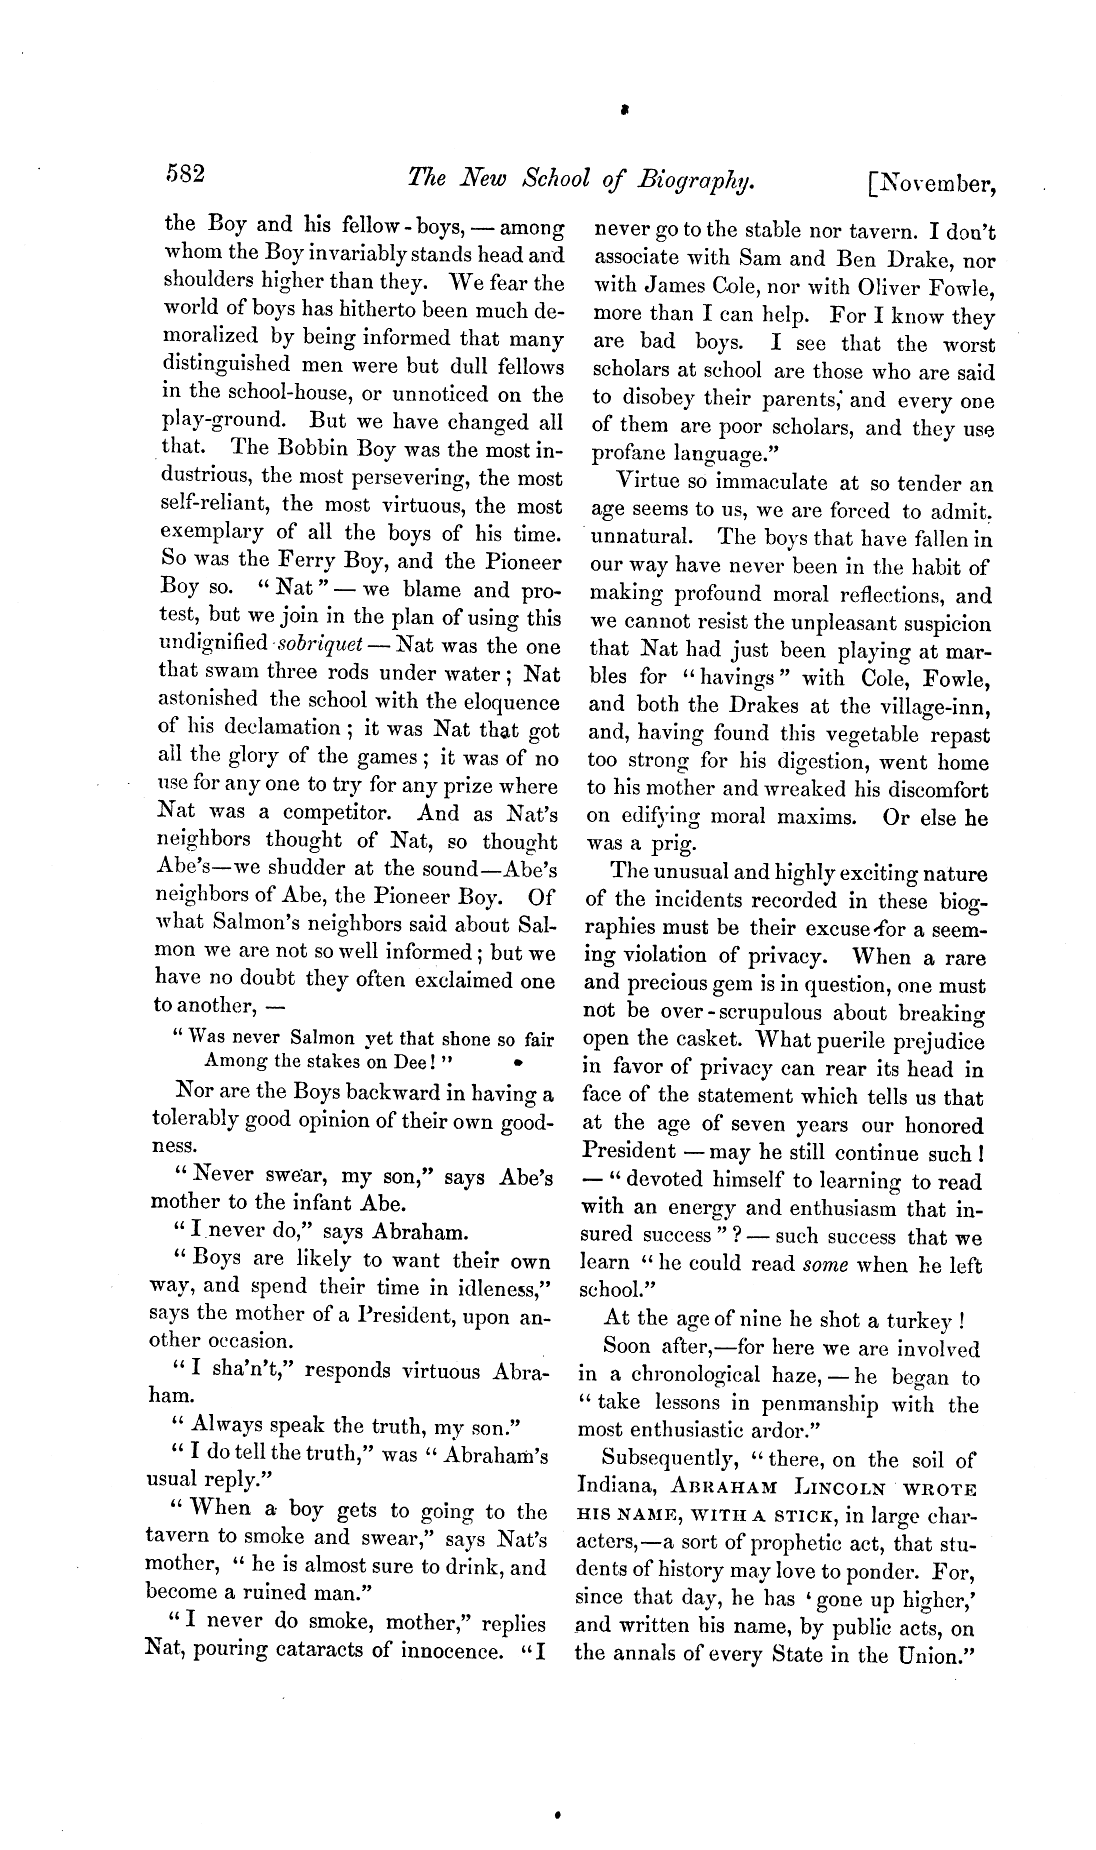 582
The New School of Biography.
[November,
the Boy and his fellow-boys, — among
whom the Boy invariably stands head and
shoulders higher than they. We fear the
world of boys has hitherto been much de-
moralized by being informed that many
distinguished men were but dull fellows
in the school-house, or unnoticed on the
play-ground. But we have changed all
that. The Bobbin Boy was the most in-
dustrious, the most persevering, the most
self-reliant, the most virtuous, the most
exemplary of all the boys of his time.
So was the Ferry Boy, and the Pioneer
Boy so. “ Nat ” — we blame and pro-
test, but we join in the plan of using this
undignified sobriquet — Nat was the one
that swam three rods under water ; Nat
astonished the school with the eloquence
of his declamation ; it was Nat that got
all the glory of the games ; it was of no
use for any one to try for any prize where
Nat was a competitor. And as Nat’s
neighbors thought of Nat, so thought
Abe’s—we shudder at the sound—Abe’s
neighbors of Abe, the Pioneer Boy. Of
what Salmon’s neighbors said about Sal-
mon we are not so well informed ; but we
have no doubt they often exclaimed one
to another, —
“ Was never Salmon yet that shone so fair
Among the stakes on Dee! ”
Nor are the Boys backward in having a
tolerably good opinion of their own good-
ness.
“ Never swear, my son,” says Abe’s
mother to the infant Abe.
“ I never do,” says Abraham.
“ Boys are likely to want their own
way, and spend their time in idleness,”
says the mother of a President, upon an-
other occasion.
“ I sha’n’t,” responds virtuous Abra-
ham.
“ Always speak the truth, my son.”
“ I do tell the truth,” was “ Abraham’s
usual reply.”
“ When a boy gets to going to the
tavern to smoke and swear,” says Nat’s
mother, “ he is almost sure to drink, and
become a ruined man.”
“ I never do smoke, mother,” replies
Nat, pouring cataracts of innocence. “ I
never go to the stable nor tavern. I don’t
associate with Sam and Ben Drake, nor
with James Cole, nor with Oliver Fowle,
more than I can help. For I know they
are bad boys. I see that the worst
scholars at school are those who are said
to disobey their parents, and every one
of them are poor scholars, and they use
profane language.”
Virtue so immaculate at so tender an
age seems to us, we are forced to admit,
unnatural. The boys that have fallen in
our way have never been in the habit of
making profound moral reflections, and
we cannot resist the unpleasant suspicion
that Nat had just been playing at mar-
bles for “ havings ” with Cole, Fowle,
and both the Drakes at the village-inn,
and, having found this vegetable repast
too strong for his digestion, went home
to his mother and wreaked his discomfort
on edifying moral maxims. Or else he
was a prig.
The unusual and highly exciting nature
of the incidents recorded in these biog-
raphies must be their excuse for a seem-
ing violation of privacy. When a rare
and precious gem is in question, one must
not be over-scrupulous about breaking
open the casket. What puerile prejudice
in favor of privacy can rear its head in
face of the statement which tells us that
at the age of seven years our honored
President — may he still continue such !
— “ devoted himself to learning to read
with an energy and enthusiasm that in-
sured success ” ? — such success that we
learn “ he could read some when he left
school.”
At the age of nine he shot a turkey !
Soon after,—for here we are involved
in a chronological haze, — he began to
“ take lessons in penmanship with the
most enthusiastic ardor.”
Subsequently, “ there, on the soil of
Indiana, ABRAHAM LINCOLN WROTE
HIS NAME, WITH A STICK, in large char-
acters,—a sort of prophetic act, that stu-
dents of history may love to ponder. For,
since that day, he has ‘ gone up higher,’
and written his name, by public acts, on
the annals of every State in the Union.”